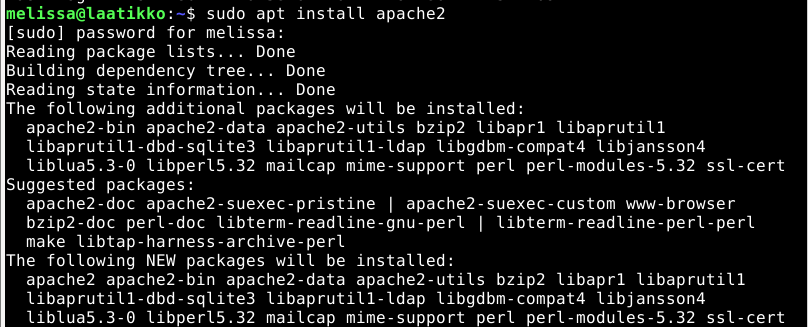 melissa@laatikko:~$ sudo apt install apache2
[sudo] password for melissa:
Reading package lists... Done
Building dependency tree... Done
Reading state information... Done
The following additional packages will be installed:
  apache2-bin apache2-data apache2-utils bzip2 libapr1 libaprutil1
  libaprutil1-dbd-sqlite3 libaprutil1-ldap libgdbm-compat4 libjansson4
  liblua5.3-0 libperl5.32 mailcap mime-support perl perl-modules-5.32 ssl-cert
Suggested packages:
  apache2-doc apache2-suexec-pristine | apache2-suexec-custom www-browser
  bzip2-doc perl-doc libterm-readline-gnu-perl | libterm-readline-perl-perl
  make libtap-harness-archive-perl
The following NEW packages will be installed:
  apache2 apache2-bin apache2-data apache2-utils bzip2 libapr1 libaprutil1
  libaprutil1-dbd-sqlite3 libaprutil1-ldap libgdbm-compat4 libjansson4
  liblua5.3-0 libperl5.32 mailcap mime-support perl perl-modules-5.32 ssl-cert